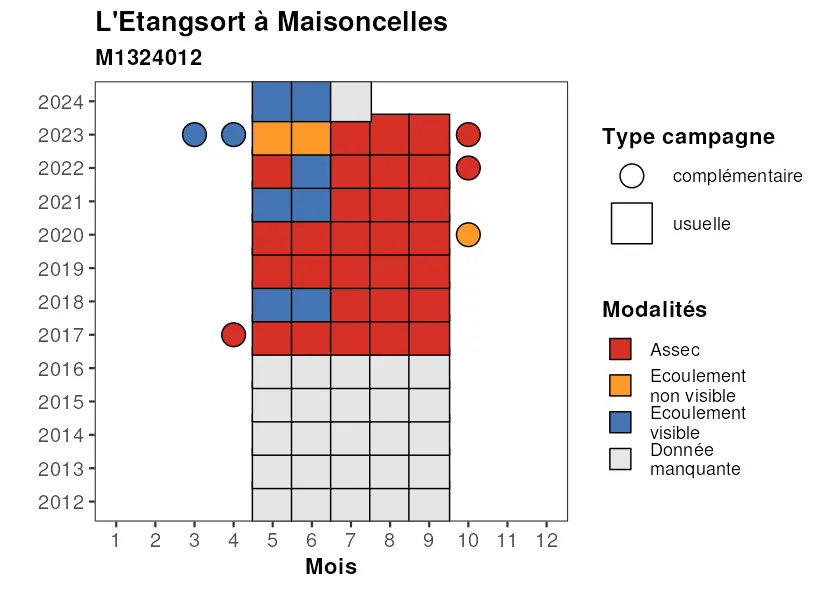 L'Etangsort à Maisoncelles
M1324012
2024
2023
2022
2021
2020
2019
2018
2017
2016
2015
2014
2013
2012
1 2 3 4 5 6 7 8 9 10 11 12
Mois
Type campagne
complémentaire
usuelle
Modalités
Assec
Ecoulement
non visible
Ecoulement
visible
Donnée
manquante